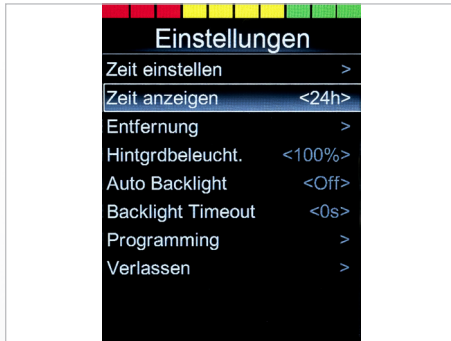 Einstellungen
Zeit einstellen >
Zeit anzeigen <24h>
Entfernung >
Hintgrdbeleucht. <100%>
Auto Backlight <Off>
Backlight Timeout <0s>
Programming >
Verlassen >